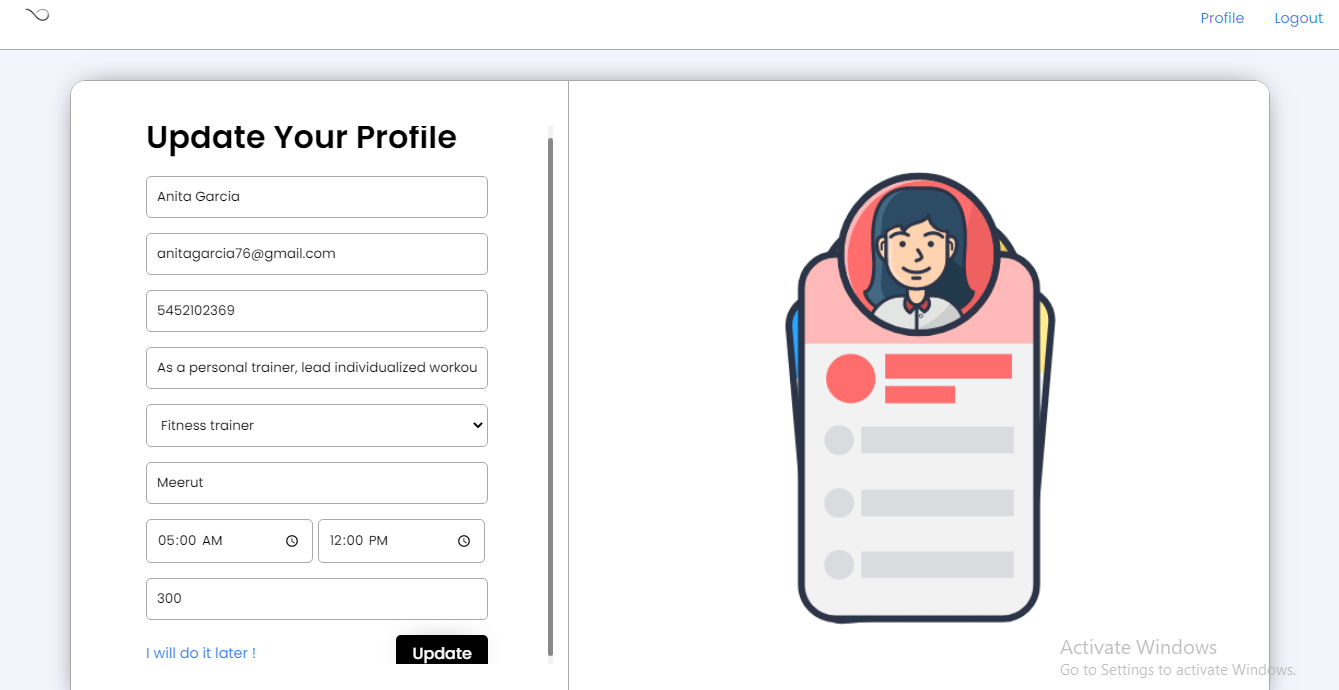 Profile Logout
Update Your Profile
Anita Garcia
anitagarcia76@gmail.com
5452102369
As a personal trainer, lead individualized workou
Fitness trainer
Meerut
05:00 AM 12:00 PM
300
I will do it later ! Update
Activate Windows
Go to Settings to activate Windows.